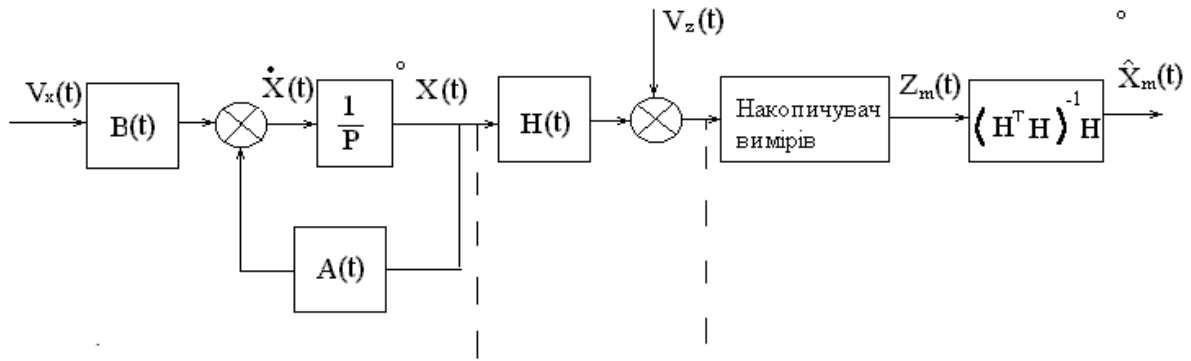 V_z(t)
V_x(t)
B(t)
Ẋ(t)
1
P
X(t)
H(t)
Накопичувач
вимірів
Z_m(t)
(H^T H)^-1 H
X̂_m(t)
A(t)